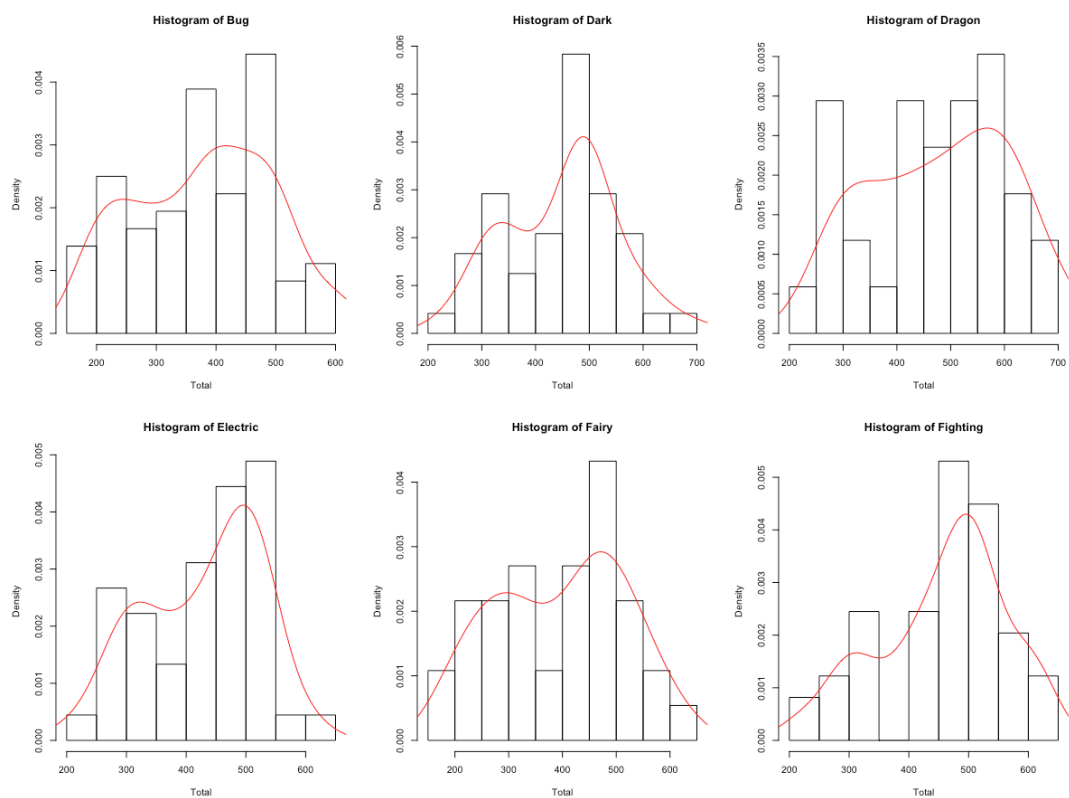 Histogram of Bug
Density
0.000 0.001 0.002 0.003 0.004
200 300 400 500 600
Total
Histogram of Dark
Density
0.000 0.001 0.002 0.003 0.004 0.005 0.006
200 300 400 500 600 700
Total
Histogram of Dragon
Density
0.0000 0.0005 0.0010 0.0015 0.0020 0.0025 0.0030 0.0035
200 300 400 500 600 700
Total
Histogram of Electric
Density
0.000 0.001 0.002 0.003 0.004 0.005
200 300 400 500 600
Total
Histogram of Fairy
Density
0.000 0.001 0.002 0.003 0.004
200 300 400 500 600
Total
Histogram of Fighting
Density
0.000 0.001 0.002 0.003 0.004 0.005
200 300 400 500 600
Total